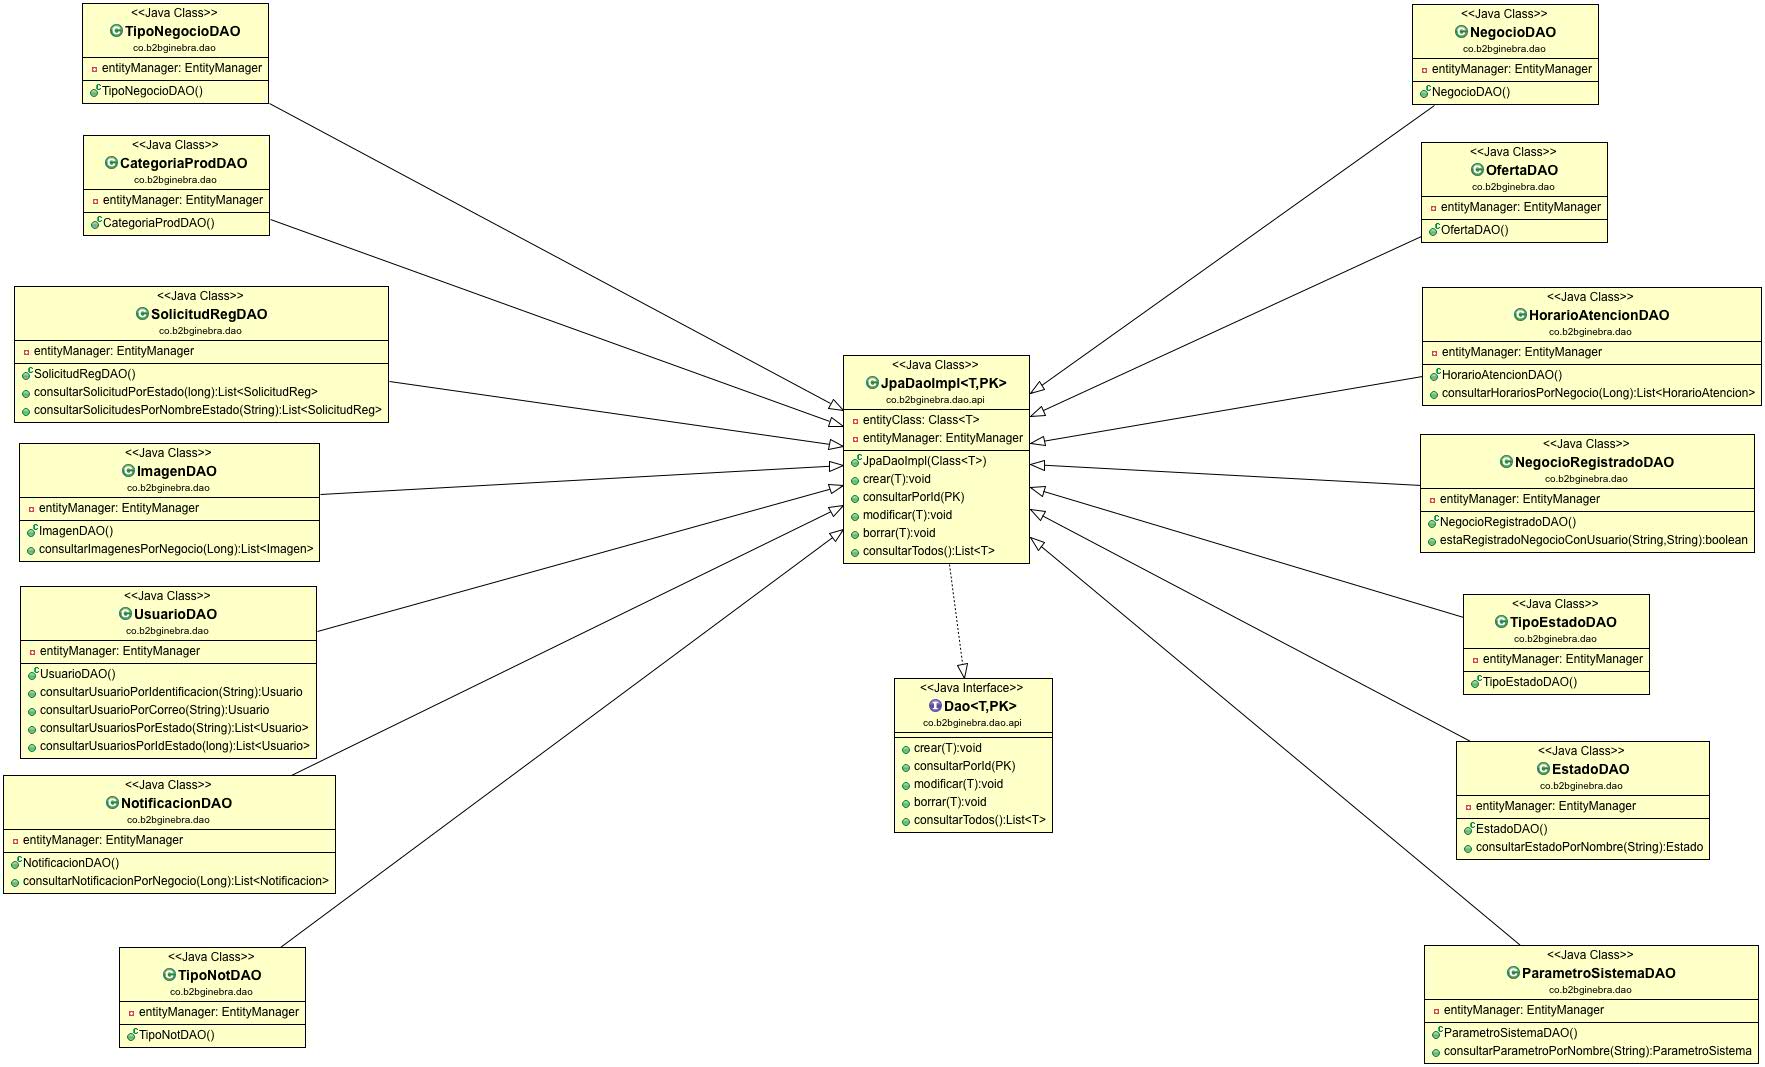 <<Java Class>>
TipoNegocioDAO
co.b2bginebra.dao
entityManager: EntityManager
TipoNegocioDAO()
<<Java Class>>
CategoriaProdDAO
co.b2bginebra.dao
entityManager: EntityManager
CategoriaProdDAO()
<<Java Class>>
SolicitudRegDAO
co.b2bginebra.dao
entityManager: EntityManager
SolicitudRegDAO()
consultarSolicitudPorEstado(long):List<SolicitudReg>
consultarSolicitudesPorNombreEstado(String):List<SolicitudReg>
<<Java Class>>
ImagenDAO
co.b2bginebra.dao
entityManager: EntityManager
ImagenDAO()
consultarImagenesPorNegocio(Long):List<Imagen>
<<Java Class>>
UsuarioDAO
co.b2bginebra.dao
entityManager: EntityManager
UsuarioDAO()
consultarUsuarioPorIdentificacion(String):Usuario
consultarUsuarioPorCorreo(String):Usuario
consultarUsuariosPorEstado(String):List<Usuario>
consultarUsuariosPorIdEstado(long):List<Usuario>
<<Java Class>>
NotificacionDAO
co.b2bginebra.dao
entityManager: EntityManager
NotificacionDAO()
consultarNotificacionPorNegocio(Long):List<Notificacion>
<<Java Class>>
TipoNotDAO
co.b2bginebra.dao
entityManager: EntityManager
TipoNotDAO()
<<Java Class>>
JpaDaoImpl<T,PK>
co.b2bginebra.dao.api
entityClass: Class<T>
entityManager: EntityManager
JpaDaoImpl(Class<T>)
crear(T):void
consultarPorId(PK)
modificar(T):void
borrar(T):void
consultarTodos():List<T>
<<Java Interface>>
Dao<T,PK>
co.b2bginebra.dao.api
crear(T):void
consultarPorId(PK)
modificar(T):void
borrar(T):void
consultarTodos():List<T>
<<Java Class>>
NegocioDAO
co.b2bginebra.dao
entityManager: EntityManager
NegocioDAO()
<<Java Class>>
OfertaDAO
co.b2bginebra.dao
entityManager: EntityManager
OfertaDAO()
<<Java Class>>
HorarioAtencionDAO
co.b2bginebra.dao
entityManager: EntityManager
HorarioAtencionDAO()
consultarHorariosPorNegocio(Long):List<HorarioAtencion>
<<Java Class>>
NegocioRegistradoDAO
co.b2bginebra.dao
entityManager: EntityManager
NegocioRegistradoDAO()
estaRegistradoNegocioConUsuario(String,String):boolean
<<Java Class>>
TipoEstadoDAO
co.b2bginebra.dao
entityManager: EntityManager
TipoEstadoDAO()
<<Java Class>>
EstadoDAO
co.b2bginebra.dao
entityManager: EntityManager
EstadoDAO()
consultarEstadoPorNombre(String):Estado
<<Java Class>>
ParametroSistemaDAO
co.b2bginebra.dao
entityManager: EntityManager
ParametroSistemaDAO()
consultarParametroPorNombre(String):ParametroSistema